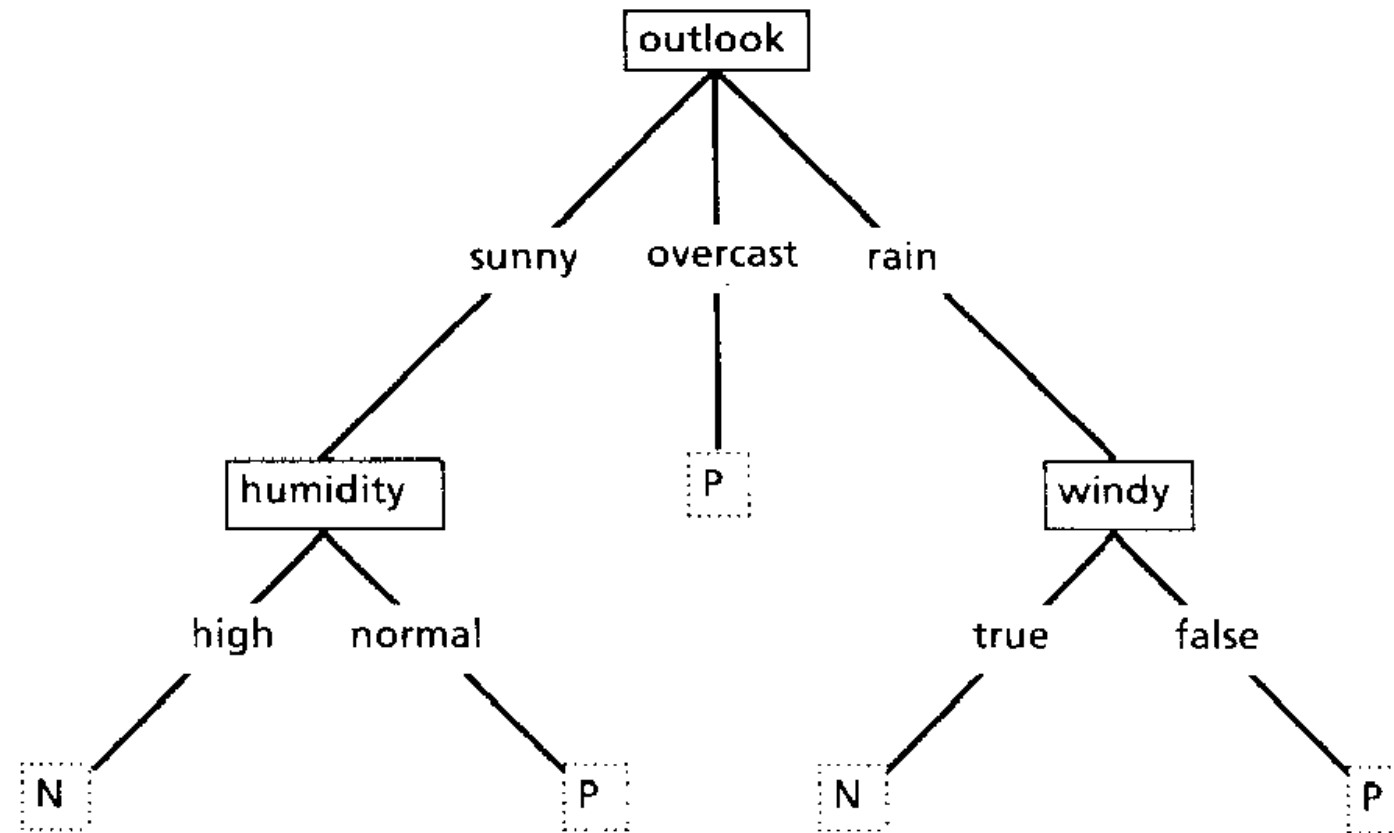 outlook
sunny overcast rain
humidity P windy
high normal true false
N P N P